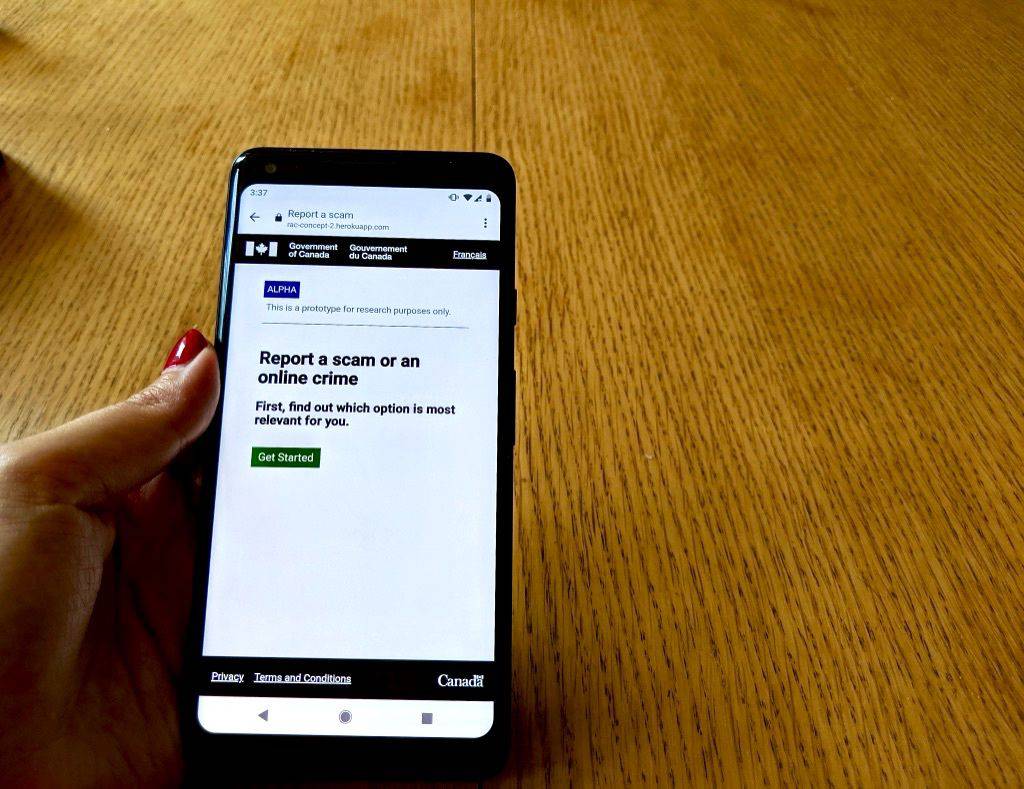 3:37
Report a scam
rac-concept-2.herokuapp.com
Government of Canada
Gouvernement du Canada
Français
ALPHA
This is a prototype for research purposes only.
Report a scam or an
online crime
First, find out which option is most
relevant for you.
Get Started
Privacy Terms and Conditions
Canada